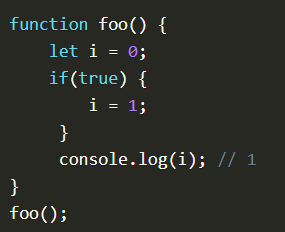 function foo() {
    let i = 0;
    if(true) {
        i = 1;
     }
     console.log(i); // 1
}
foo();